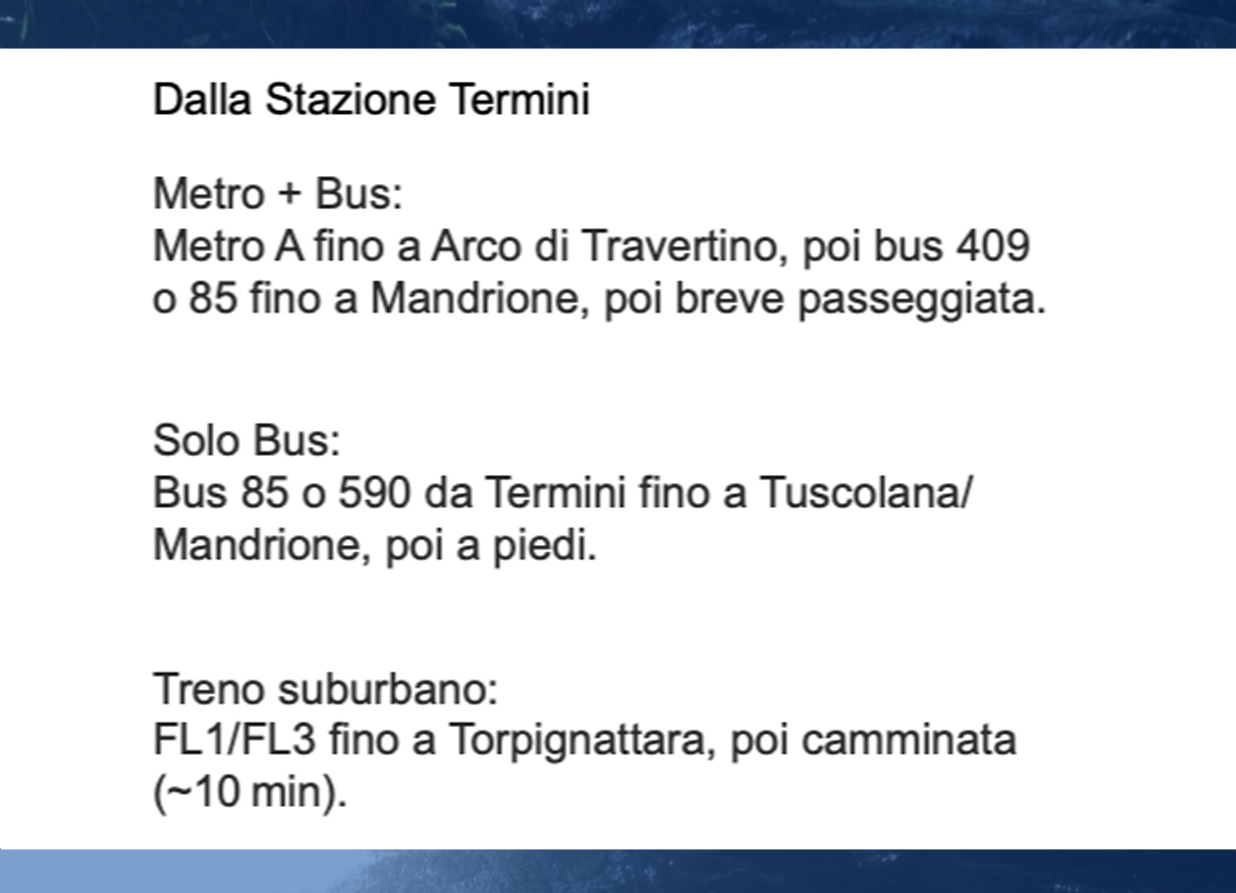 Dalla Stazione Termini
Metro + Bus:
Metro A fino a Arco di Travertino, poi bus 409
o 85 fino a Mandrione, poi breve passeggiata.
Solo Bus:
Bus 85 o 590 da Termini fino a Tuscolana/
Mandrione, poi a piedi.
Treno suburbano:
FL1/FL3 fino a Torpignattara, poi camminata
(~10 min).